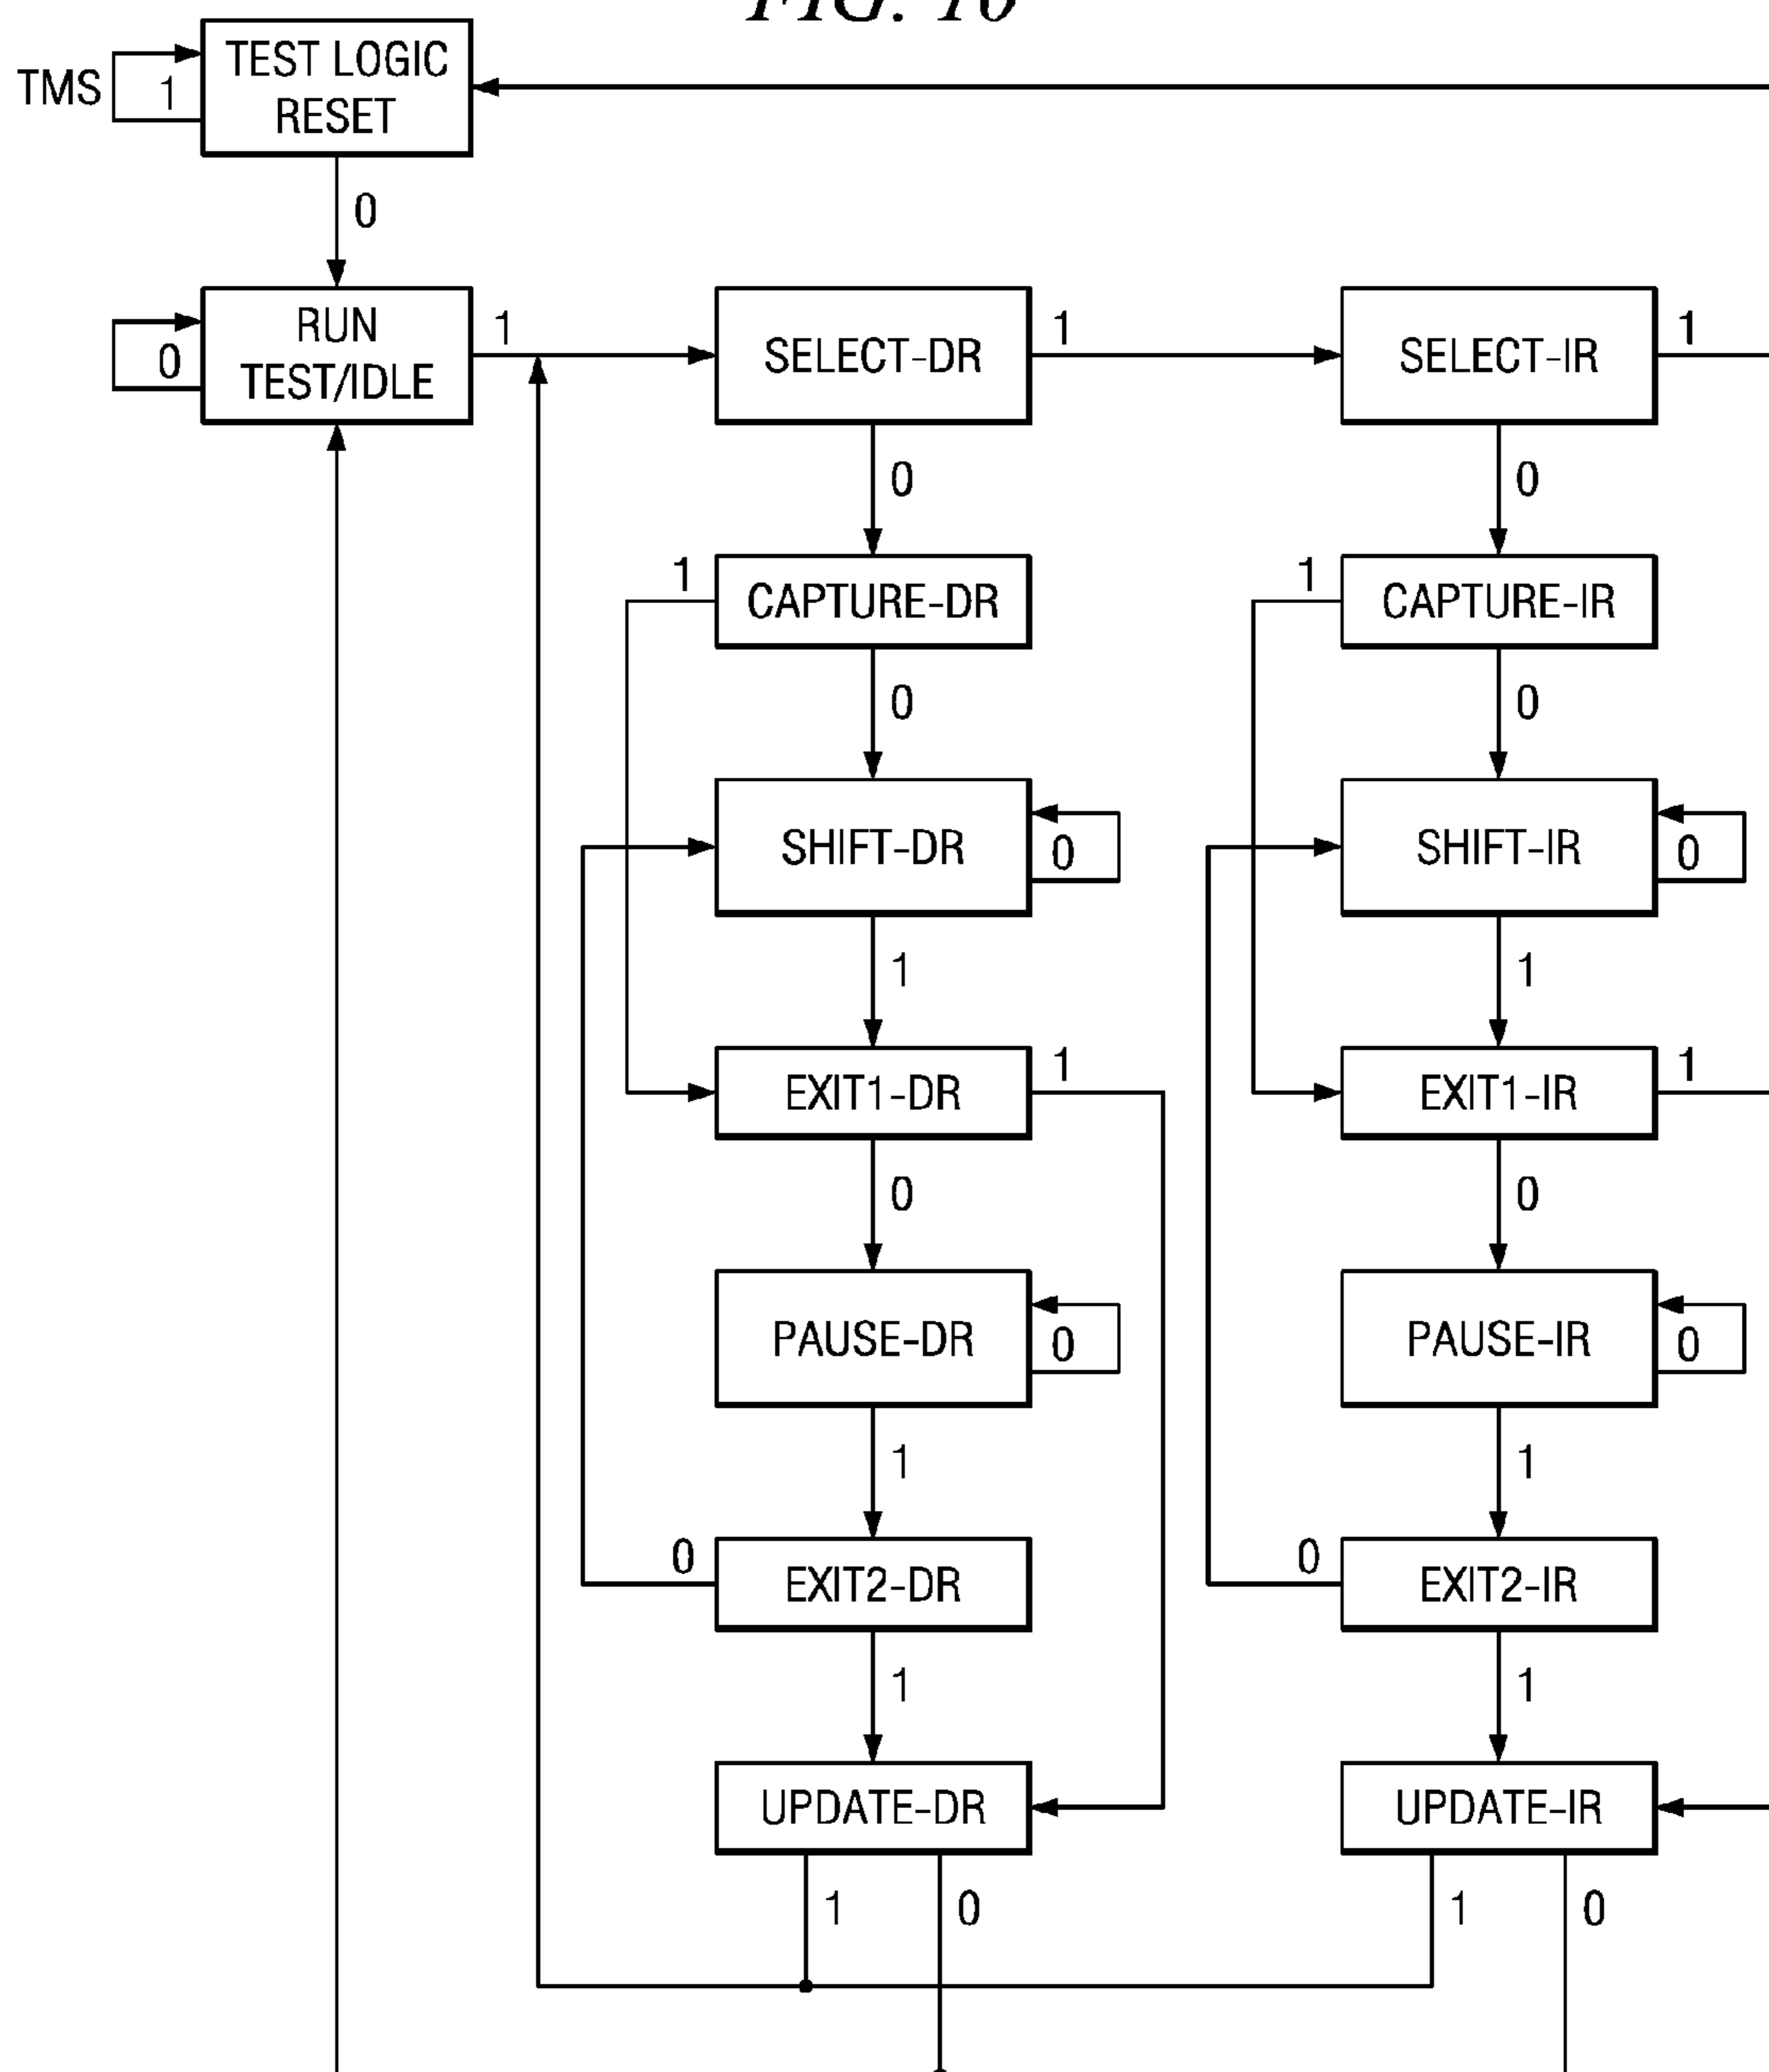 FIG. 16
TEST LOGIC
RESET
TMS
1
0
RUN
TEST/IDLE
0
1
SELECT-DR
1
SELECT-IR
1
0
0
1
CAPTURE-DR
1
CAPTURE-IR
0
0
SHIFT-DR
0
SHIFT-IR
0
1
1
EXIT1-DR
1
EXIT1-IR
1
0
0
PAUSE-DR
0
PAUSE-IR
0
1
1
0
EXIT2-DR
0
EXIT2-IR
1
1
UPDATE-DR
UPDATE-IR
1
0
1
0